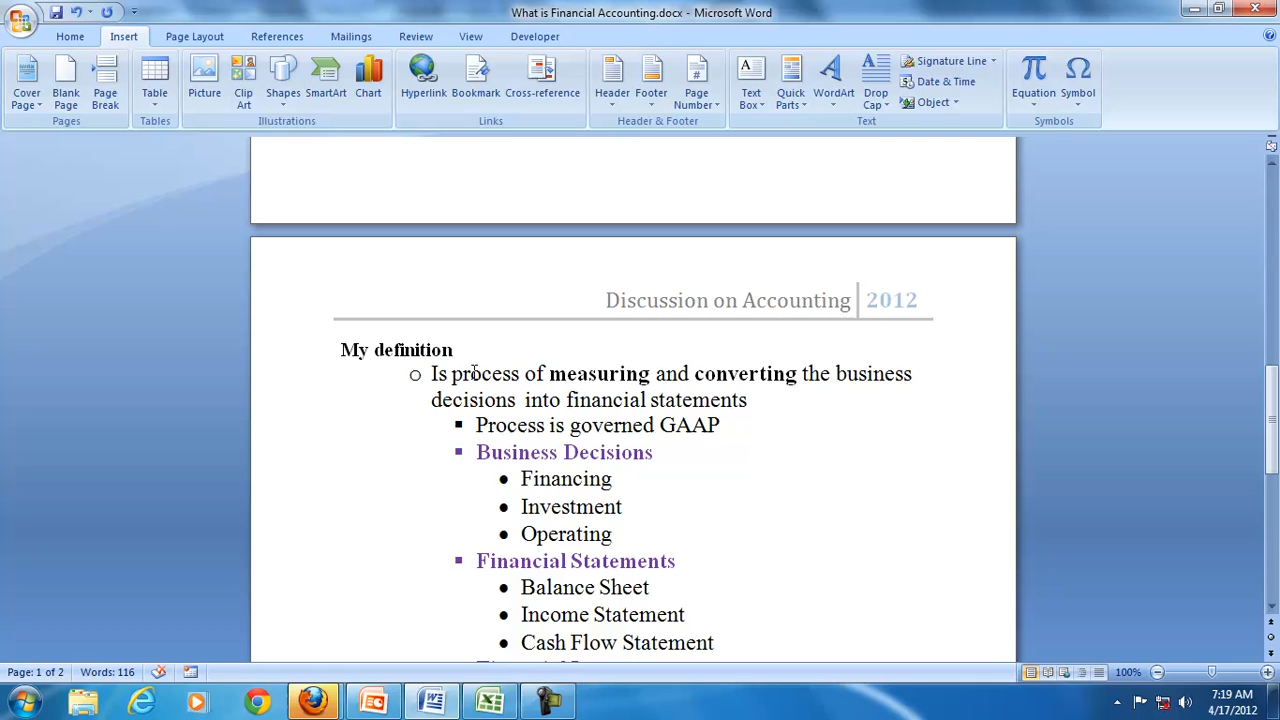 What is Financial Accounting.docx - Microsoft Word
Home Insert Page Layout References Mailings Review View Developer
Cover Page Blank Page Page Break Table Picture Clip Art Shapes SmartArt Chart Hyperlink Bookmark Cross-reference Header Footer Page Number Text Box Quick Parts WordArt Drop Cap Signature Line Date & Time Object Equation Symbol
Pages Tables Illustrations Links Header & Footer Text Symbols
Discussion on Accounting 2012
My definition
o Is process of measuring and converting the business
decisions into financial statements
▪ Process is governed GAAP
▪ Business Decisions
• Financing
• Investment
• Operating
▪ Financial Statements
• Balance Sheet
• Income Statement
• Cash Flow Statement
Page: 1 of 2 Words: 116 100%
7:19 AM
4/17/2012